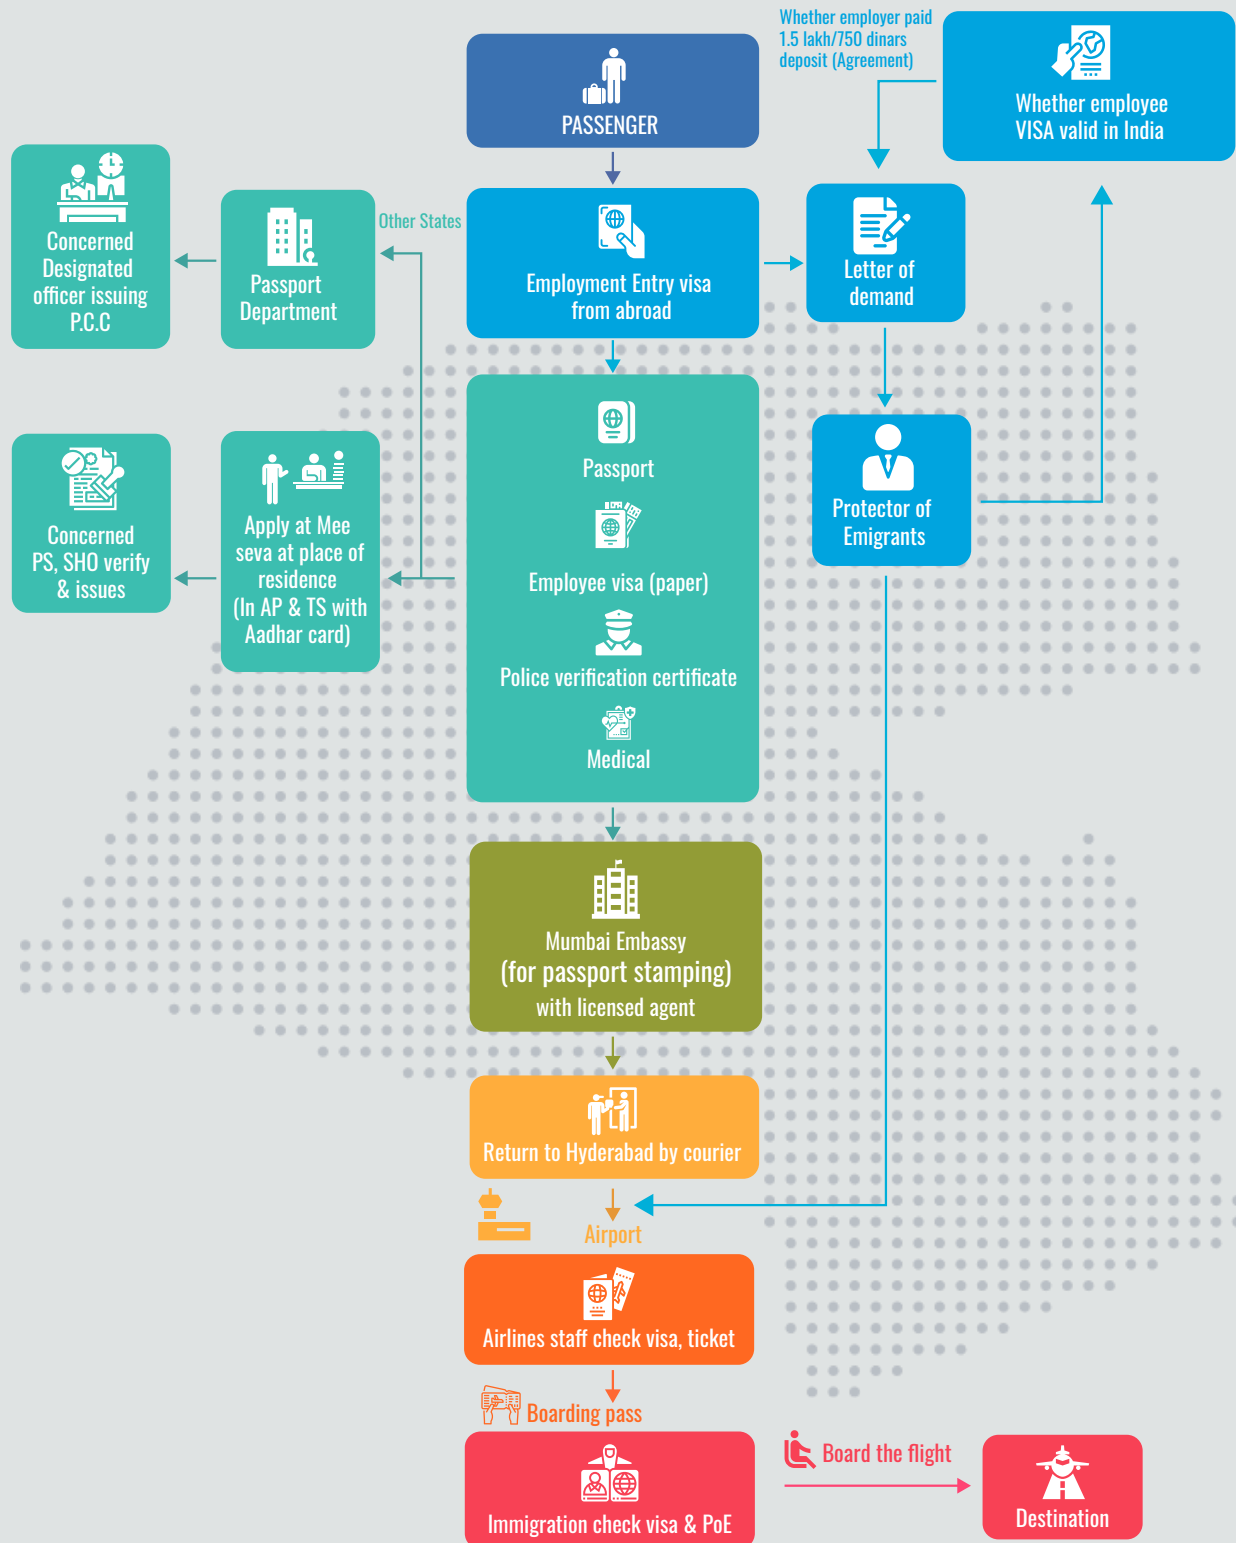 Whether employer paid
1.5 lakh/750 dinars
deposit (Agreement)
Whether employee
VISA valid in India
PASSENGER
Concerned
Designated
officer issuing
P.C.C
Passport
Department
Other States
Employment Entry visa
from abroad
Letter of
demand
Passport
Employee visa (paper)
Police verification certificate
Medical
Protector of
Emigrants
Concerned
PS, SHO verify
& issues
Apply at Mee
seva at place of
residence
(In AP & TS with
Aadhar card)
Mumbai Embassy
(for passport stamping)
with licensed agent
Return to Hyderabad by courier
Airport
Airlines staff check visa, ticket
Boarding pass
Immigration check visa & PoE
Board the flight
Destination